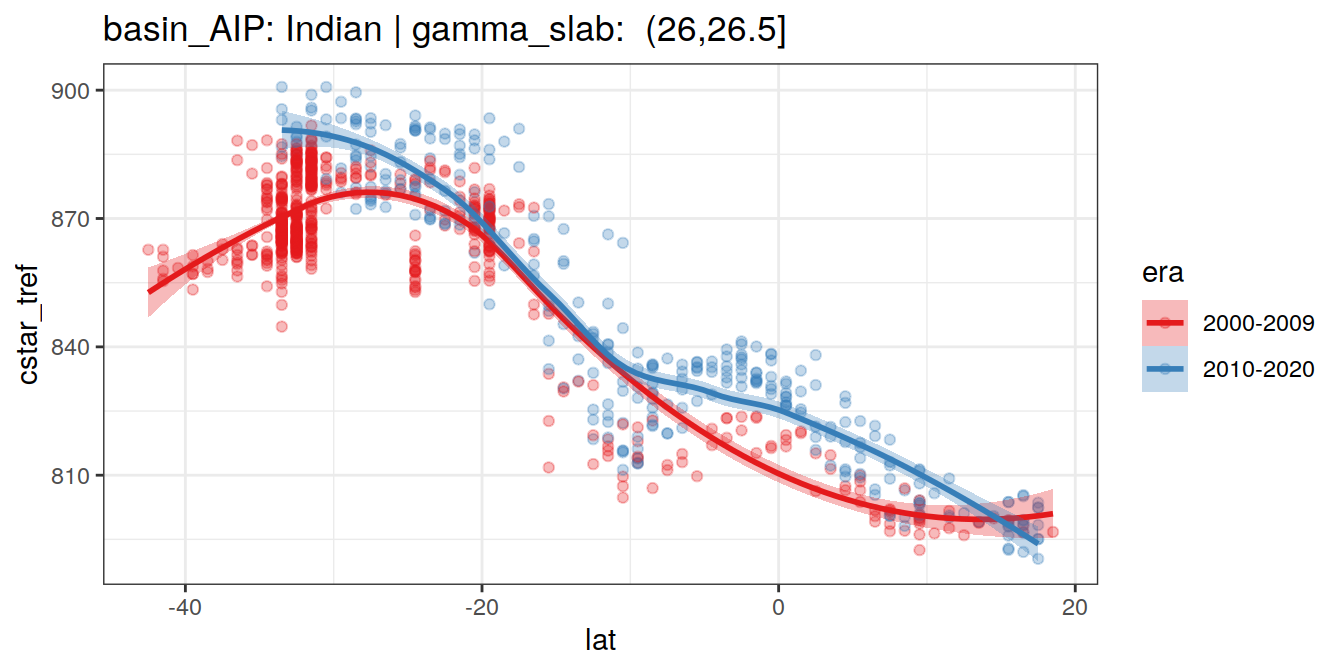 basin_AIP: Indian | gamma_slab:  (26,26.5]
900
870
840
810
cstar_tref
-40
-20
0
20
lat
era
2000-2009
2010-2020